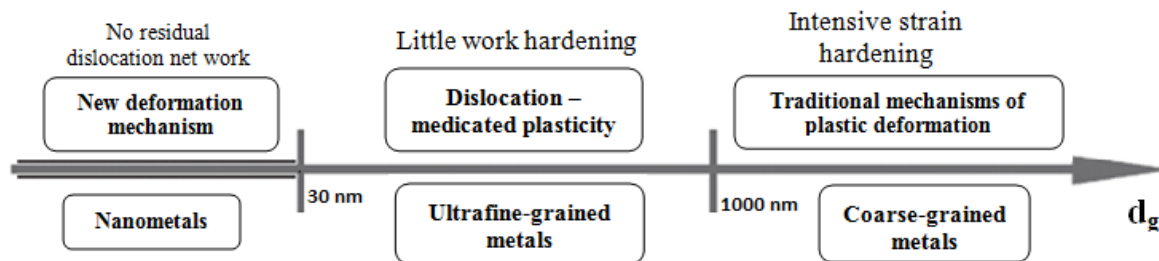 No residual
dislocation net work
New deformation
mechanism
Nanometals
30 nm
Little work hardening
Dislocation –
medicated plasticity
Ultrafine-grained
metals
1000 nm
Intensive strain
hardening
Traditional mechanisms of
plastic deformation
Coarse-grained
metals
dg